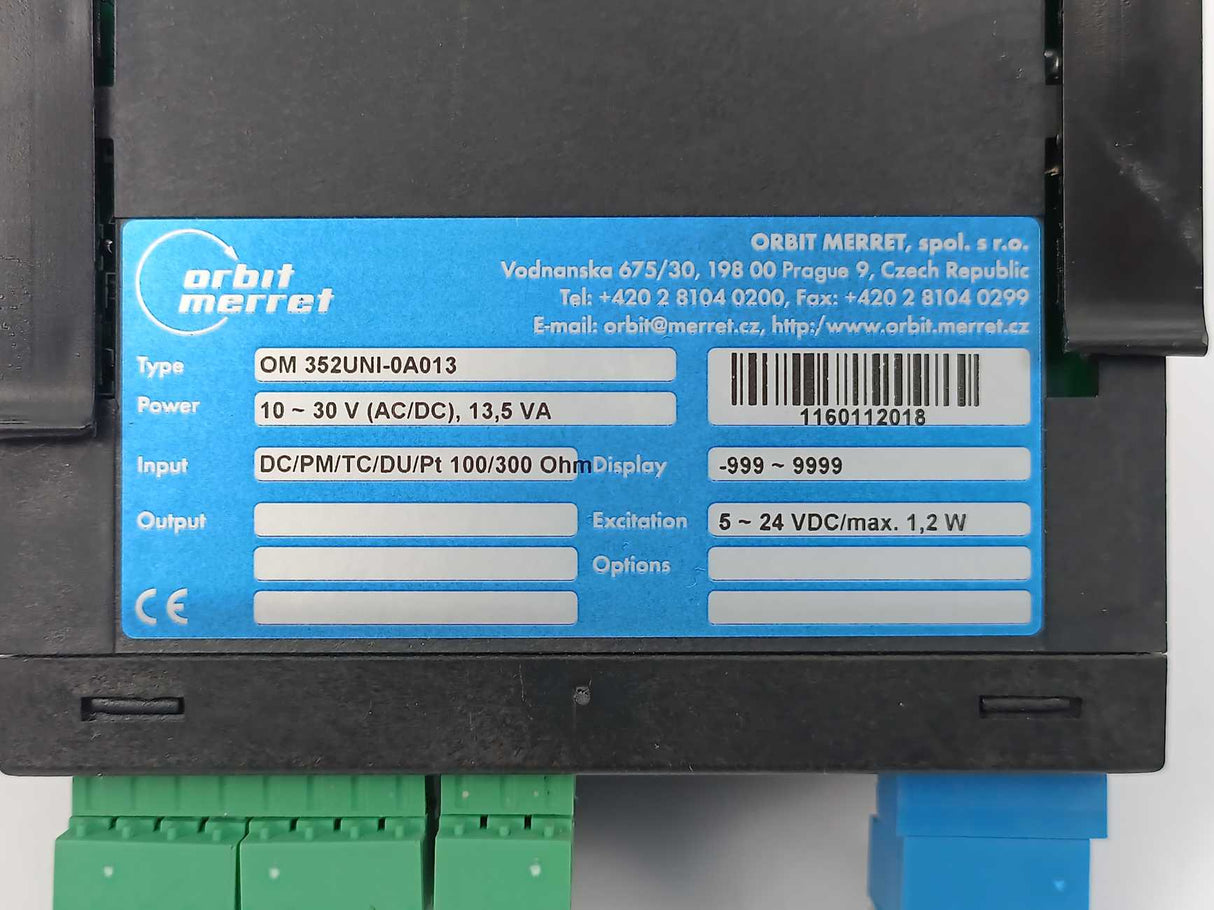 orbit
merret
ORBIT MERRET, spol. s r.o.
Vodnanska 675/30, 198 00 Prague 9, Czech Republic
Tel: +420 2 8104 0200, Fax: +420 2 8104 0299
E-mail: orbit@merret.cz, http:/www.orbit.merret.cz
Type OM 352UNI-0A013
Power 10 ~ 30 V (AC/DC), 13,5 VA
1160112018
Input DC/PM/TC/DU/Pt 100/300 Ohm Display -999 ~ 9999
Output Excitation 5 ~ 24 VDC/max. 1,2 W
Options
CE